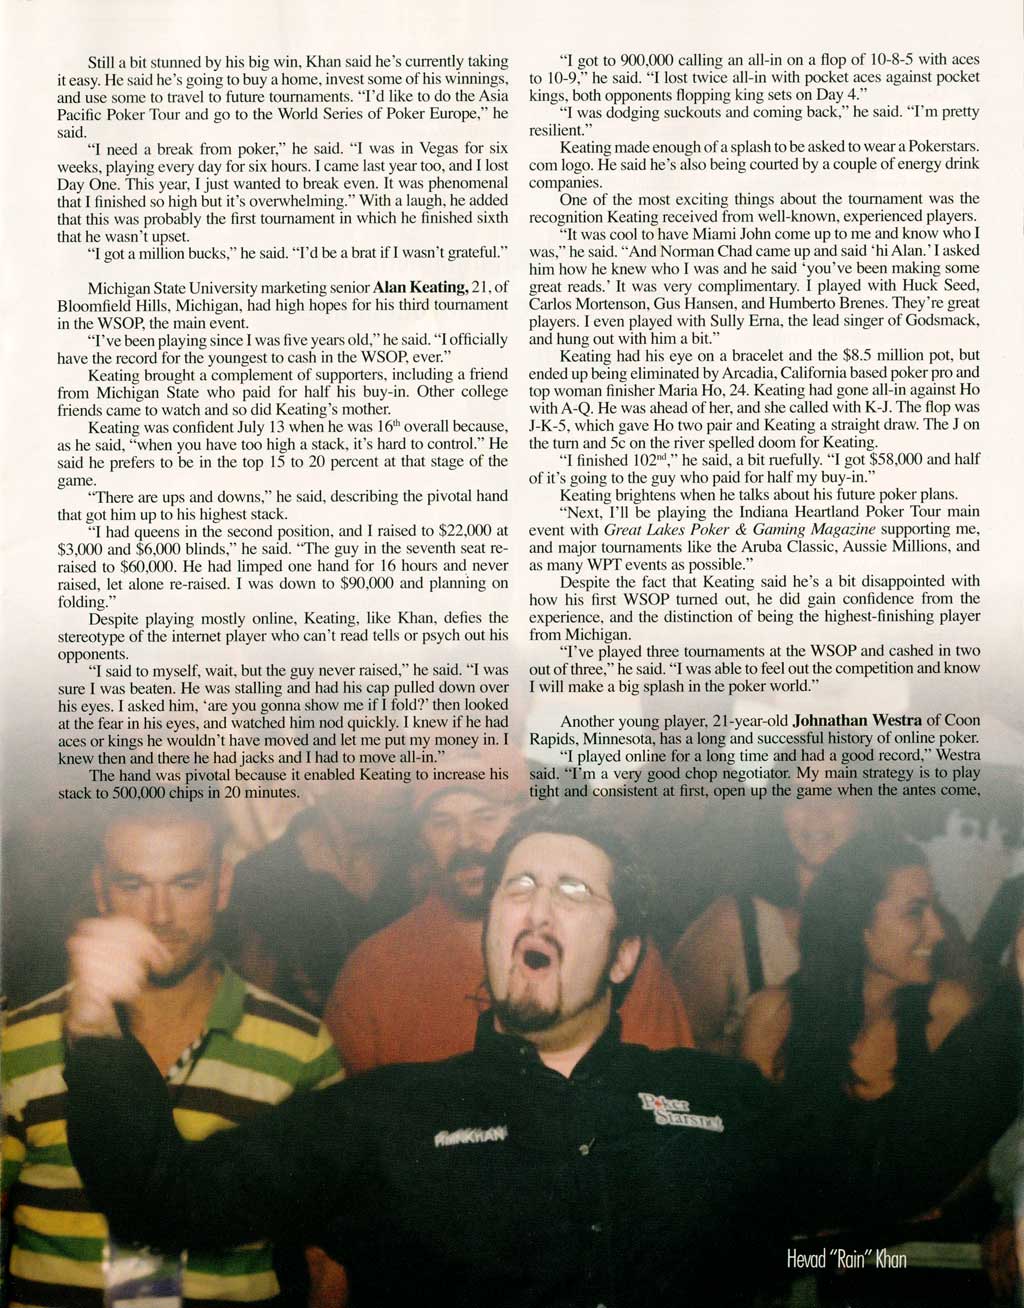 Still a bit stunned by his big win, Khan said he's currently taking
it easy. He said he's going to buy a home, invest some of his winnings,
and use some to travel to future tournaments. “I'd like to do the Asia
Pacific Poker Tour and go to the World Series of Poker Europe,” he
said.
“I need a break from poker,” he said. “I was in Vegas for six
weeks, playing every day for six hours. I came last year too, and I lost
Day One. This year, I just wanted to break even. It was phenomenal
that I finished so high but it's overwhelming.” With a laugh, he added
that this was probably the first tournament in which he finished sixth
that he wasn't upset.
“I got a million bucks,” he said. “I'd be a brat if I wasn't grateful.”
Michigan State University marketing senior Alan Keating, 21, of
Bloomfield Hills, Michigan, had high hopes for his third tournament
in the WSOP, the main event.
“I've been playing since I was five years old,” he said. “I officially
have the record for the youngest to cash in the WSOP, ever.”
Keating brought a complement of supporters, including a friend
from Michigan State who paid for half his buy-in. Other college
friends came to watch and so did Keating's mother.
Keating was confident July 13 when he was 16th overall because,
as he said, “when you have too high a stack, it's hard to control.” He
said he prefers to be in the top 15 to 20 percent at that stage of the
game.
“There are ups and downs,” he said, describing the pivotal hand
that got him up to his highest stack.
“I had queens in the second position, and I raised to $22,000 at
$3,000 and $6,000 blinds,” he said. “The guy in the seventh seat re-
raised to $60,000. He had limped one hand for 16 hours and never
raised, let alone re-raised. I was down to $90,000 and planning on
folding.”
Despite playing mostly online, Keating, like Khan, defies the
stereotype of the internet player who can't read tells or psych out his
opponents.
“I said to myself, wait, but the guy never raised,” he said. “I was
sure I was beaten. He was stalling and had his cap pulled down over
his eyes. I asked him, ‘are you gonna show me if I fold?’ then looked
at the fear in his eyes, and watched him nod quickly. I knew if he had
aces or kings he wouldn't have moved and let me put my money in. I
knew then and there he had jacks and I had to move all-in.”
The hand was pivotal because it enabled Keating to increase his
stack to 500,000 chips in 20 minutes.
“I got to 900,000 calling an all-in on a flop of 10-8-5 with aces
to 10-9,” he said. “I lost twice all-in with pocket aces against pocket
kings, both opponents flopping king sets on Day 4.”
“I was dodging suckouts and coming back,” he said. “I'm pretty
resilient.”
Keating made enough of a splash to be asked to wear a Pokerstars.
com logo. He said he's also being courted by a couple of energy drink
companies.
One of the most exciting things about the tournament was the
recognition Keating received from well-known, experienced players.
“It was cool to have Miami John come up to me and know who I
was,” he said. “And Norman Chad came up and said ‘hi Alan.’ I asked
him how he knew who I was and he said ‘you've been making some
great reads.’ It was very complimentary. I played with Huck Seed,
Carlos Mortenson, Gus Hansen, and Humberto Brenes. They're great
players. I even played with Sully Erna, the lead singer of Godsmack,
and hung out with him a bit.”
Keating had his eye on a bracelet and the $8.5 million pot, but
ended up being eliminated by Arcadia, California based poker pro and
top woman finisher Maria Ho, 24. Keating had gone all-in against Ho
with A-Q. He was ahead of her, and she called with K-J. The flop was
J-K-5, which gave Ho two pair and Keating a straight draw. The J on
the turn and 5c on the river spelled doom for Keating.
“I finished 102nd,” he said, a bit ruefully. “I got $58,000 and half
of it's going to the guy who paid for half my buy-in.”
Keating brightens when he talks about his future poker plans.
“Next, I'll be playing the Indiana Heartland Poker Tour main
event with Great Lakes Poker & Gaming Magazine supporting me,
and major tournaments like the Aruba Classic, Aussie Millions, and
as many WPT events as possible.”
Despite the fact that Keating said he's a bit disappointed with
how his first WSOP turned out, he did gain confidence from the
experience, and the distinction of being the highest-finishing player
from Michigan.
“I've played three tournaments at the WSOP and cashed in two
out of three,” he said. “I was able to feel out the competition and know
I will make a big splash in the poker world.”
Another young player, 21-year-old Johnathan Westra of Coon
Rapids, Minnesota, has a long and successful history of online poker.
“I played online for a long time and had a good record,” Westra
said. “I'm a very good chop negotiator. My main strategy is to play
tight and consistent at first, open up the game when the antes come,
Poker
Stars.net
RAINKHAN
Hevad "Rain" Khan